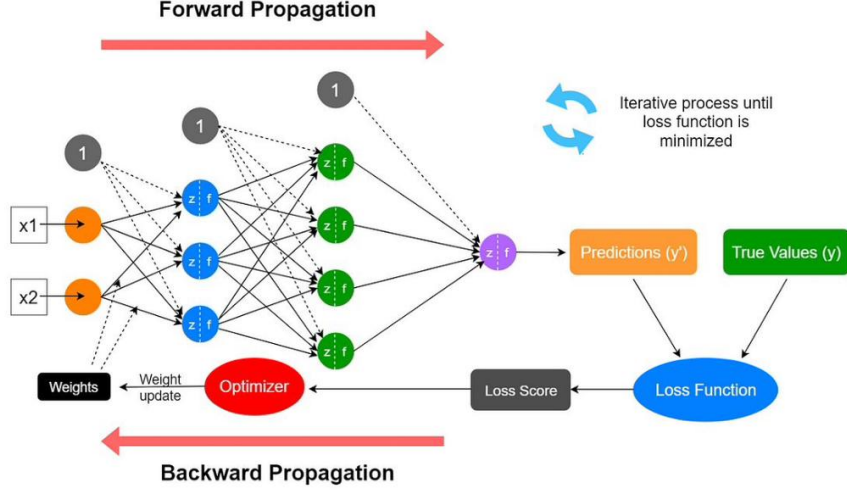 Forward Propagation
1
1
1
Iterative process until
loss function is
minimized
z f
z f
x1
z f
z f
z f
z f
Predictions (y')
True Values (y)
x2
z f
z f
Weights
Weight
update
Optimizer
Loss Score
Loss Function
Backward Propagation